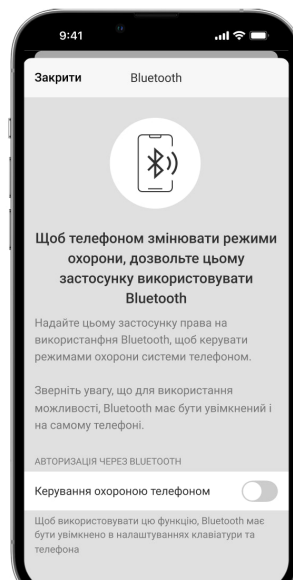 9:41
Закрити Bluetooth
Щоб телефоном змінювати режими
охорони, дозвольте цьому
застосунку використовувати
Bluetooth
Надайте цьому застосунку права на
використанфня Bluetooth, щоб керувати
режимами охорони системи телефоном.
Зверніть увагу, що для використання
можливості, Bluetooth має бути увімкнений і
на самому телефоні.
АВТОРИЗАЦІЯ ЧЕРЕЗ BLUETOOTH
Керування охороною телефоном
Щоб використовувати цю функцію, Bluetooth має
бути увімкнено в налаштуваннях клавіатури та
телефона